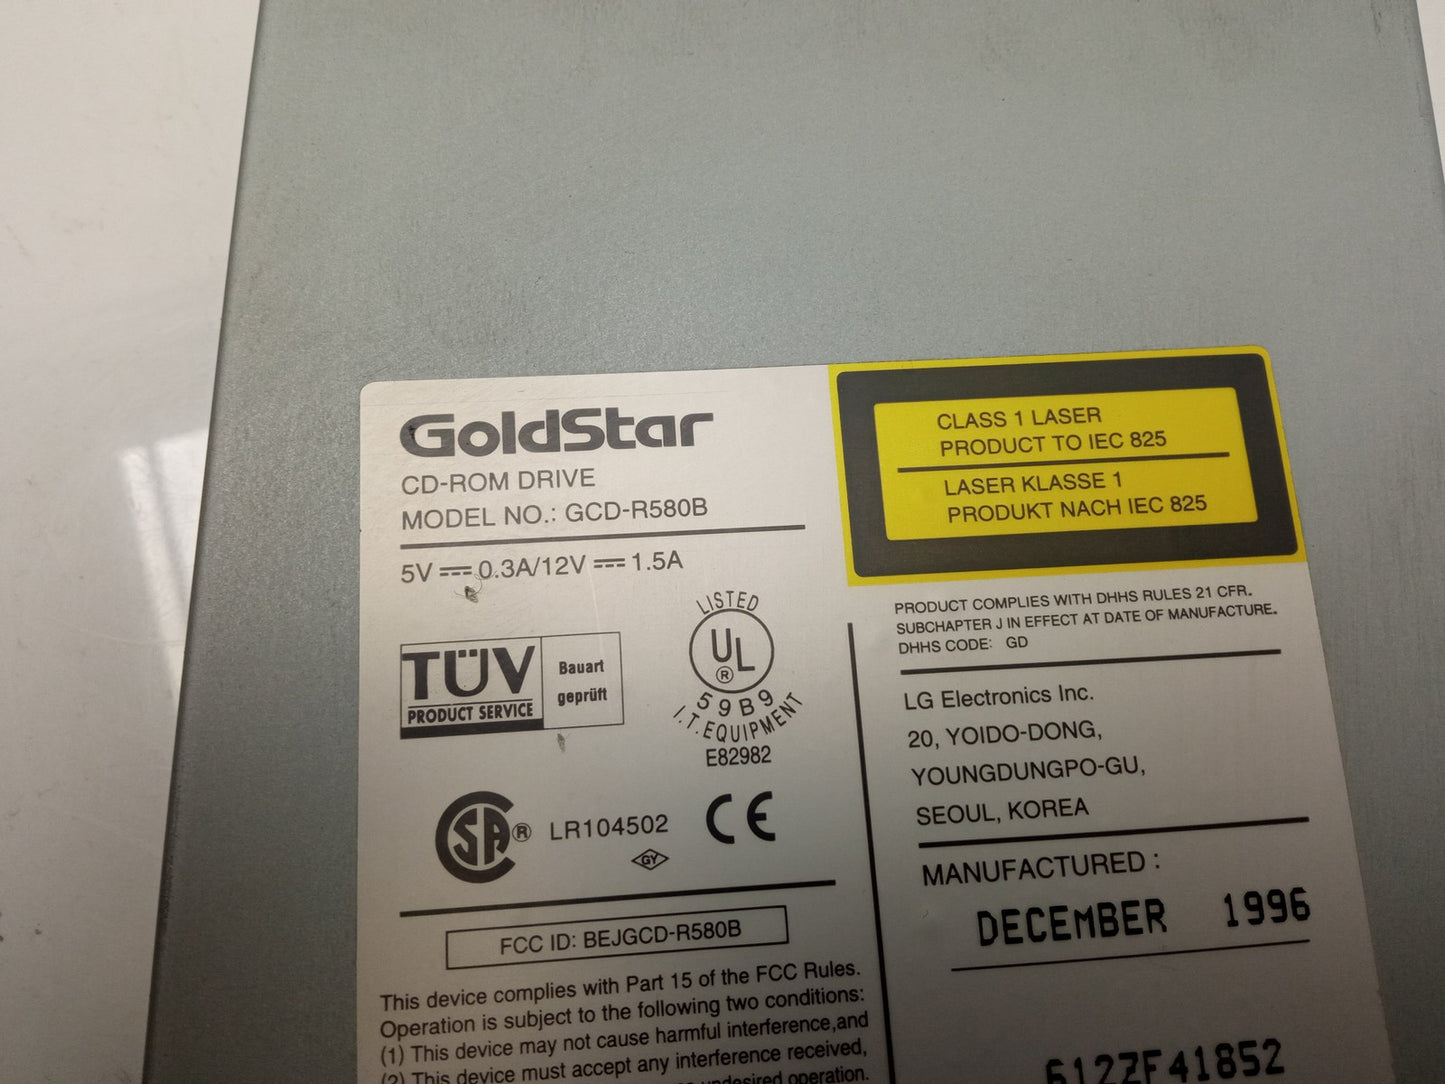 GoldStar
CD-ROM DRIVE
MODEL NO.: GCD-R580B
5V ⎓ 0.3A/12V ⎓ 1.5A
TÜV
PRODUCT SERVICE
Bauart
geprüft
LISTED
UL
®
59B9
I.T. EQUIPMENT
E82982
SA ® LR104502 CE
GY
FCC ID: BEJGCD-R580B
This device complies with Part 15 of the FCC Rules.
Operation is subject to the following two conditions:
(1) This device may not cause harmful interference,and
(2) This device must accept any interference received,
undesired operation.
CLASS 1 LASER
PRODUCT TO IEC 825
LASER KLASSE 1
PRODUKT NACH IEC 825
PRODUCT COMPLIES WITH DHHS RULES 21 CFR.
SUBCHAPTER J IN EFFECT AT DATE OF MANUFACTURE.
DHHS CODE: GD
LG Electronics Inc.
20, YOIDO-DONG,
YOUNGDUNGPO-GU,
SEOUL, KOREA
MANUFACTURED :
DECEMBER 1996
612ZF41852